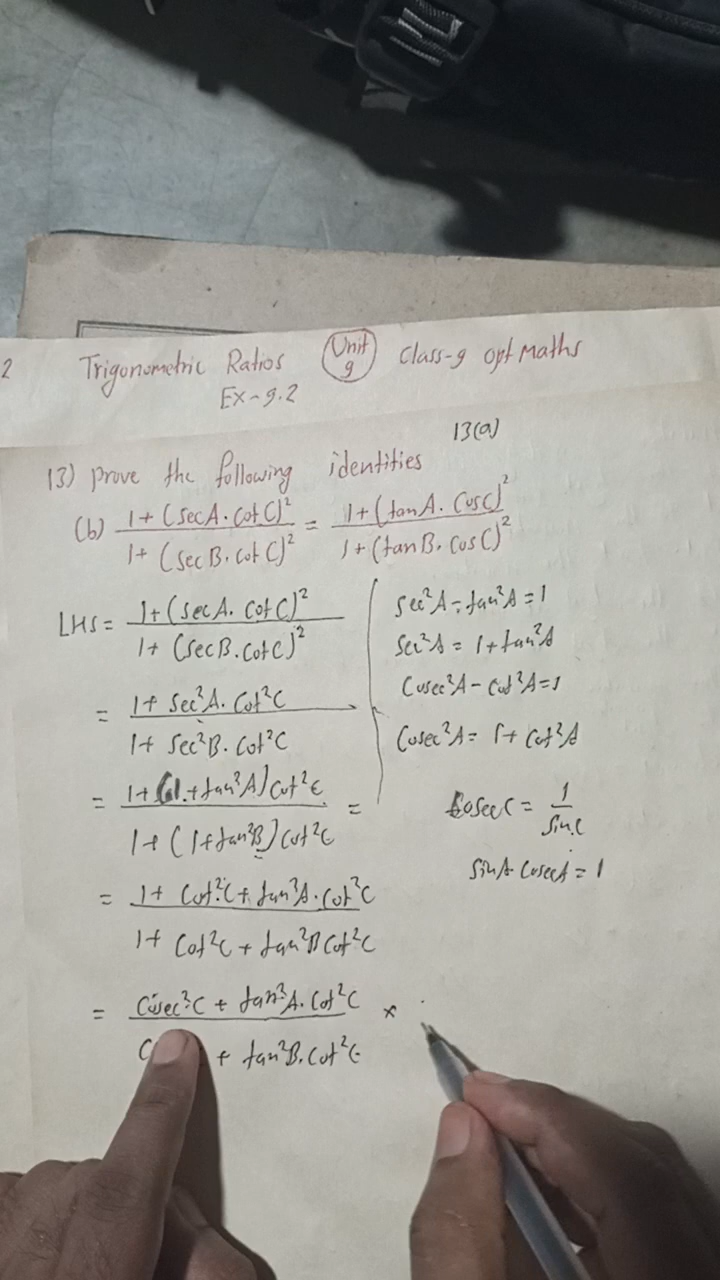 2 Trigonometric Ratios Unit 9 Class-9 Opt Maths
Ex-9.2
13(a)
13) Prove the following identities
(b) 1+(secA.cotC)²/1+(secB.cotC)² = 1+(tanA.cosC)²/1+(tanB.cosC)²
LHS = 1+(secA.cotC)²/1+(secB.cotC)²
= 1+sec²A.cot²C/1+sec²B.cot²C
= 1+(1+tan²A)cot²C/1+(1+tan²B)cot²C =
= 1+cot²C+tan²A.cot²C/1+cot²C+tan²Bcot²C
= cosec²C+tan²A.cot²C/C + tan²B.cot²C ×
sec²A-tan²A=1
sec²A=1+tan²A
cosec²A-cot²A=1
cosec²A=1+cot²A
cosecC=1/sinC
sinA.cosecA=1